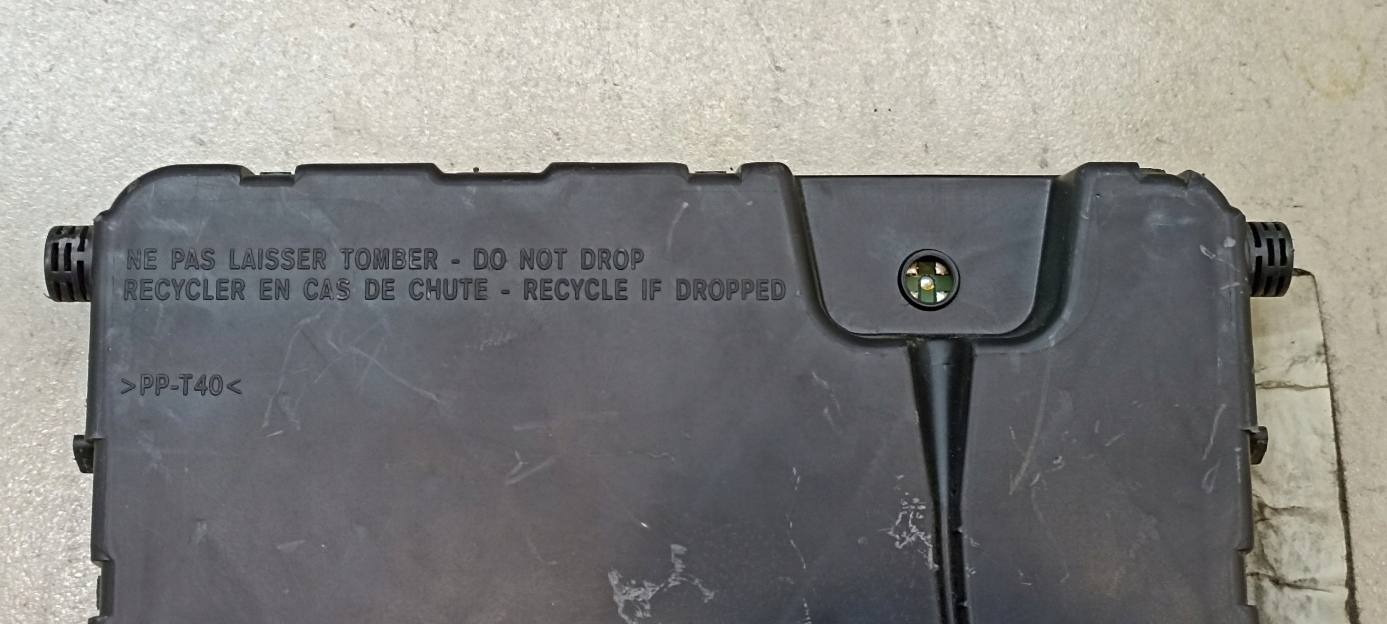 NE PAS LAISSER TOMBER - DO NOT DROP
RECYCLER EN CAS DE CHUTE - RECYCLE IF DROPPED
>PP-T40<